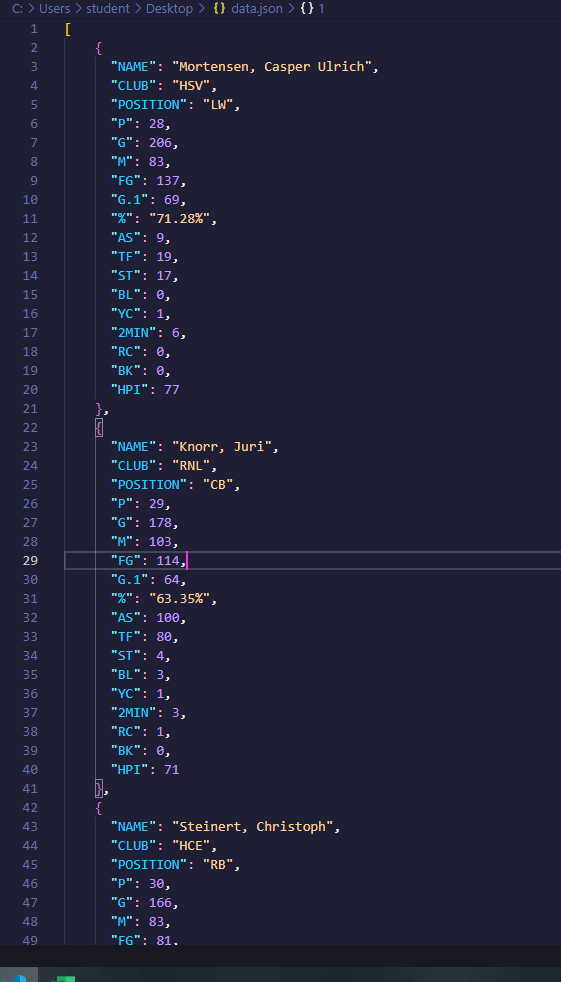 C: > Users > student > Desktop > {} data.json > {} 1
1 [
2 {
3 "NAME": "Mortensen, Casper Ulrich",
4 "CLUB": "HSV",
5 "POSITION": "LW",
6 "P": 28,
7 "G": 206,
8 "M": 83,
9 "FG": 137,
10 "G.1": 69,
11 "%": "71.28%",
12 "AS": 9,
13 "TF": 19,
14 "ST": 17,
15 "BL": 0,
16 "YC": 1,
17 "2MIN": 6,
18 "RC": 0,
19 "BK": 0,
20 "HPI": 77
21 },
22 {
23 "NAME": "Knorr, Juri",
24 "CLUB": "RNL",
25 "POSITION": "CB",
26 "P": 29,
27 "G": 178,
28 "M": 103,
29 "FG": 114,
30 "G.1": 64,
31 "%": "63.35%",
32 "AS": 100,
33 "TF": 80,
34 "ST": 4,
35 "BL": 3,
36 "YC": 1,
37 "2MIN": 3,
38 "RC": 1,
39 "BK": 0,
40 "HPI": 71
41 },
42 {
43 "NAME": "Steinert, Christoph",
44 "CLUB": "HCE",
45 "POSITION": "RB",
46 "P": 30,
47 "G": 166,
48 "M": 83,
49 "FG": 81,